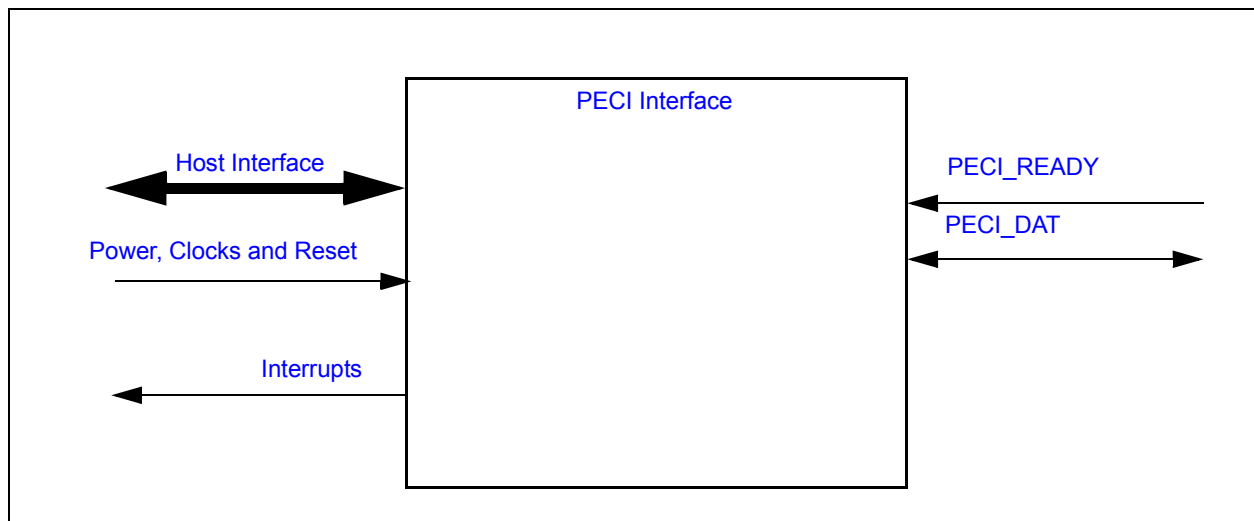 PECI Interface
Host Interface
Power, Clocks and Reset
Interrupts
PECI_READY
PECI_DAT